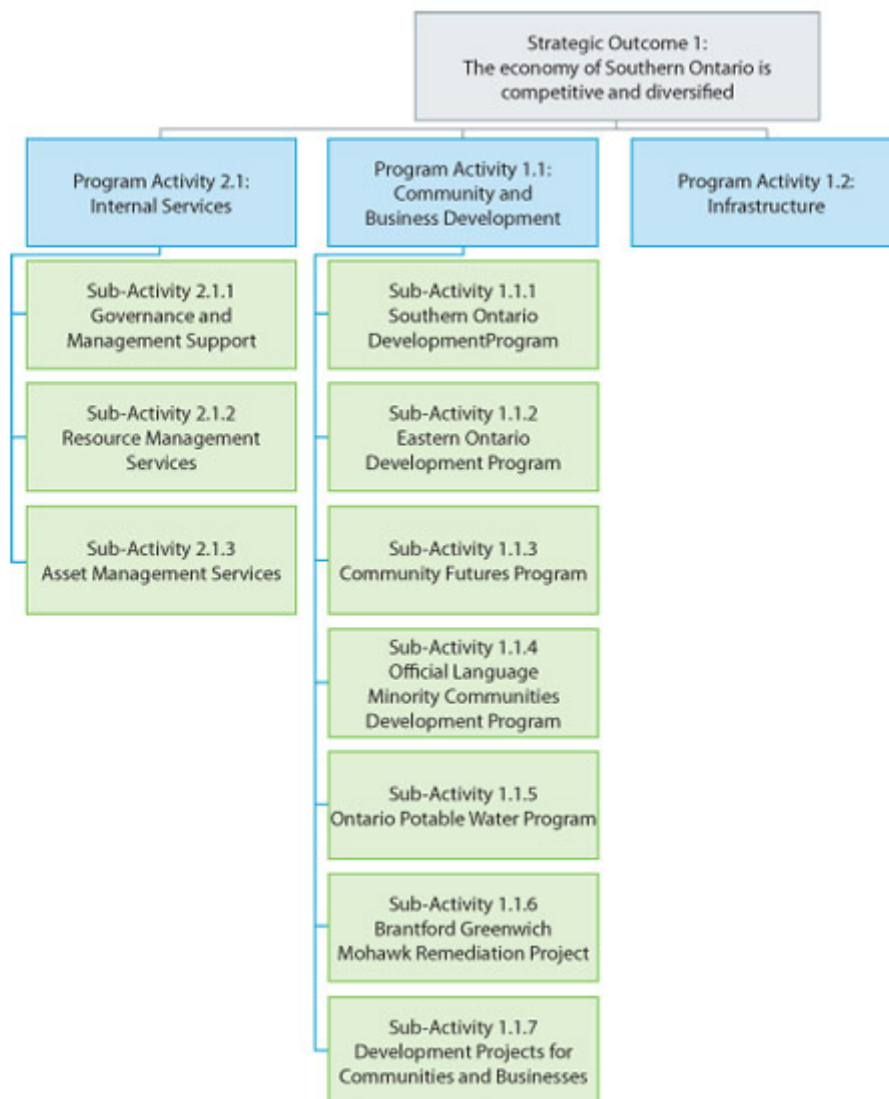 Strategic Outcome 1:
The economy of Southern Ontario is
competitive and diversified
Program Activity 2.1:
Internal Services
Program Activity 1.1:
Community and
Business Development
Program Activity 1.2:
Infrastructure
Sub-Activity 2.1.1
Governance and
Management Support
Sub-Activity 2.1.2
Resource Management
Services
Sub-Activity 2.1.3
Asset Management Services
Sub-Activity 1.1.1
Southern Ontario
DevelopmentProgram
Sub-Activity 1.1.2
Eastern Ontario
Development Program
Sub-Activity 1.1.3
Community Futures Program
Sub-Activity 1.1.4
Official Language
Minority Communities
Development Program
Sub-Activity 1.1.5
Ontario Potable Water Program
Sub-Activity 1.1.6
Brantford Greenwich
Mohawk Remediation Project
Sub-Activity 1.1.7
Development Projects for
Communities and Businesses